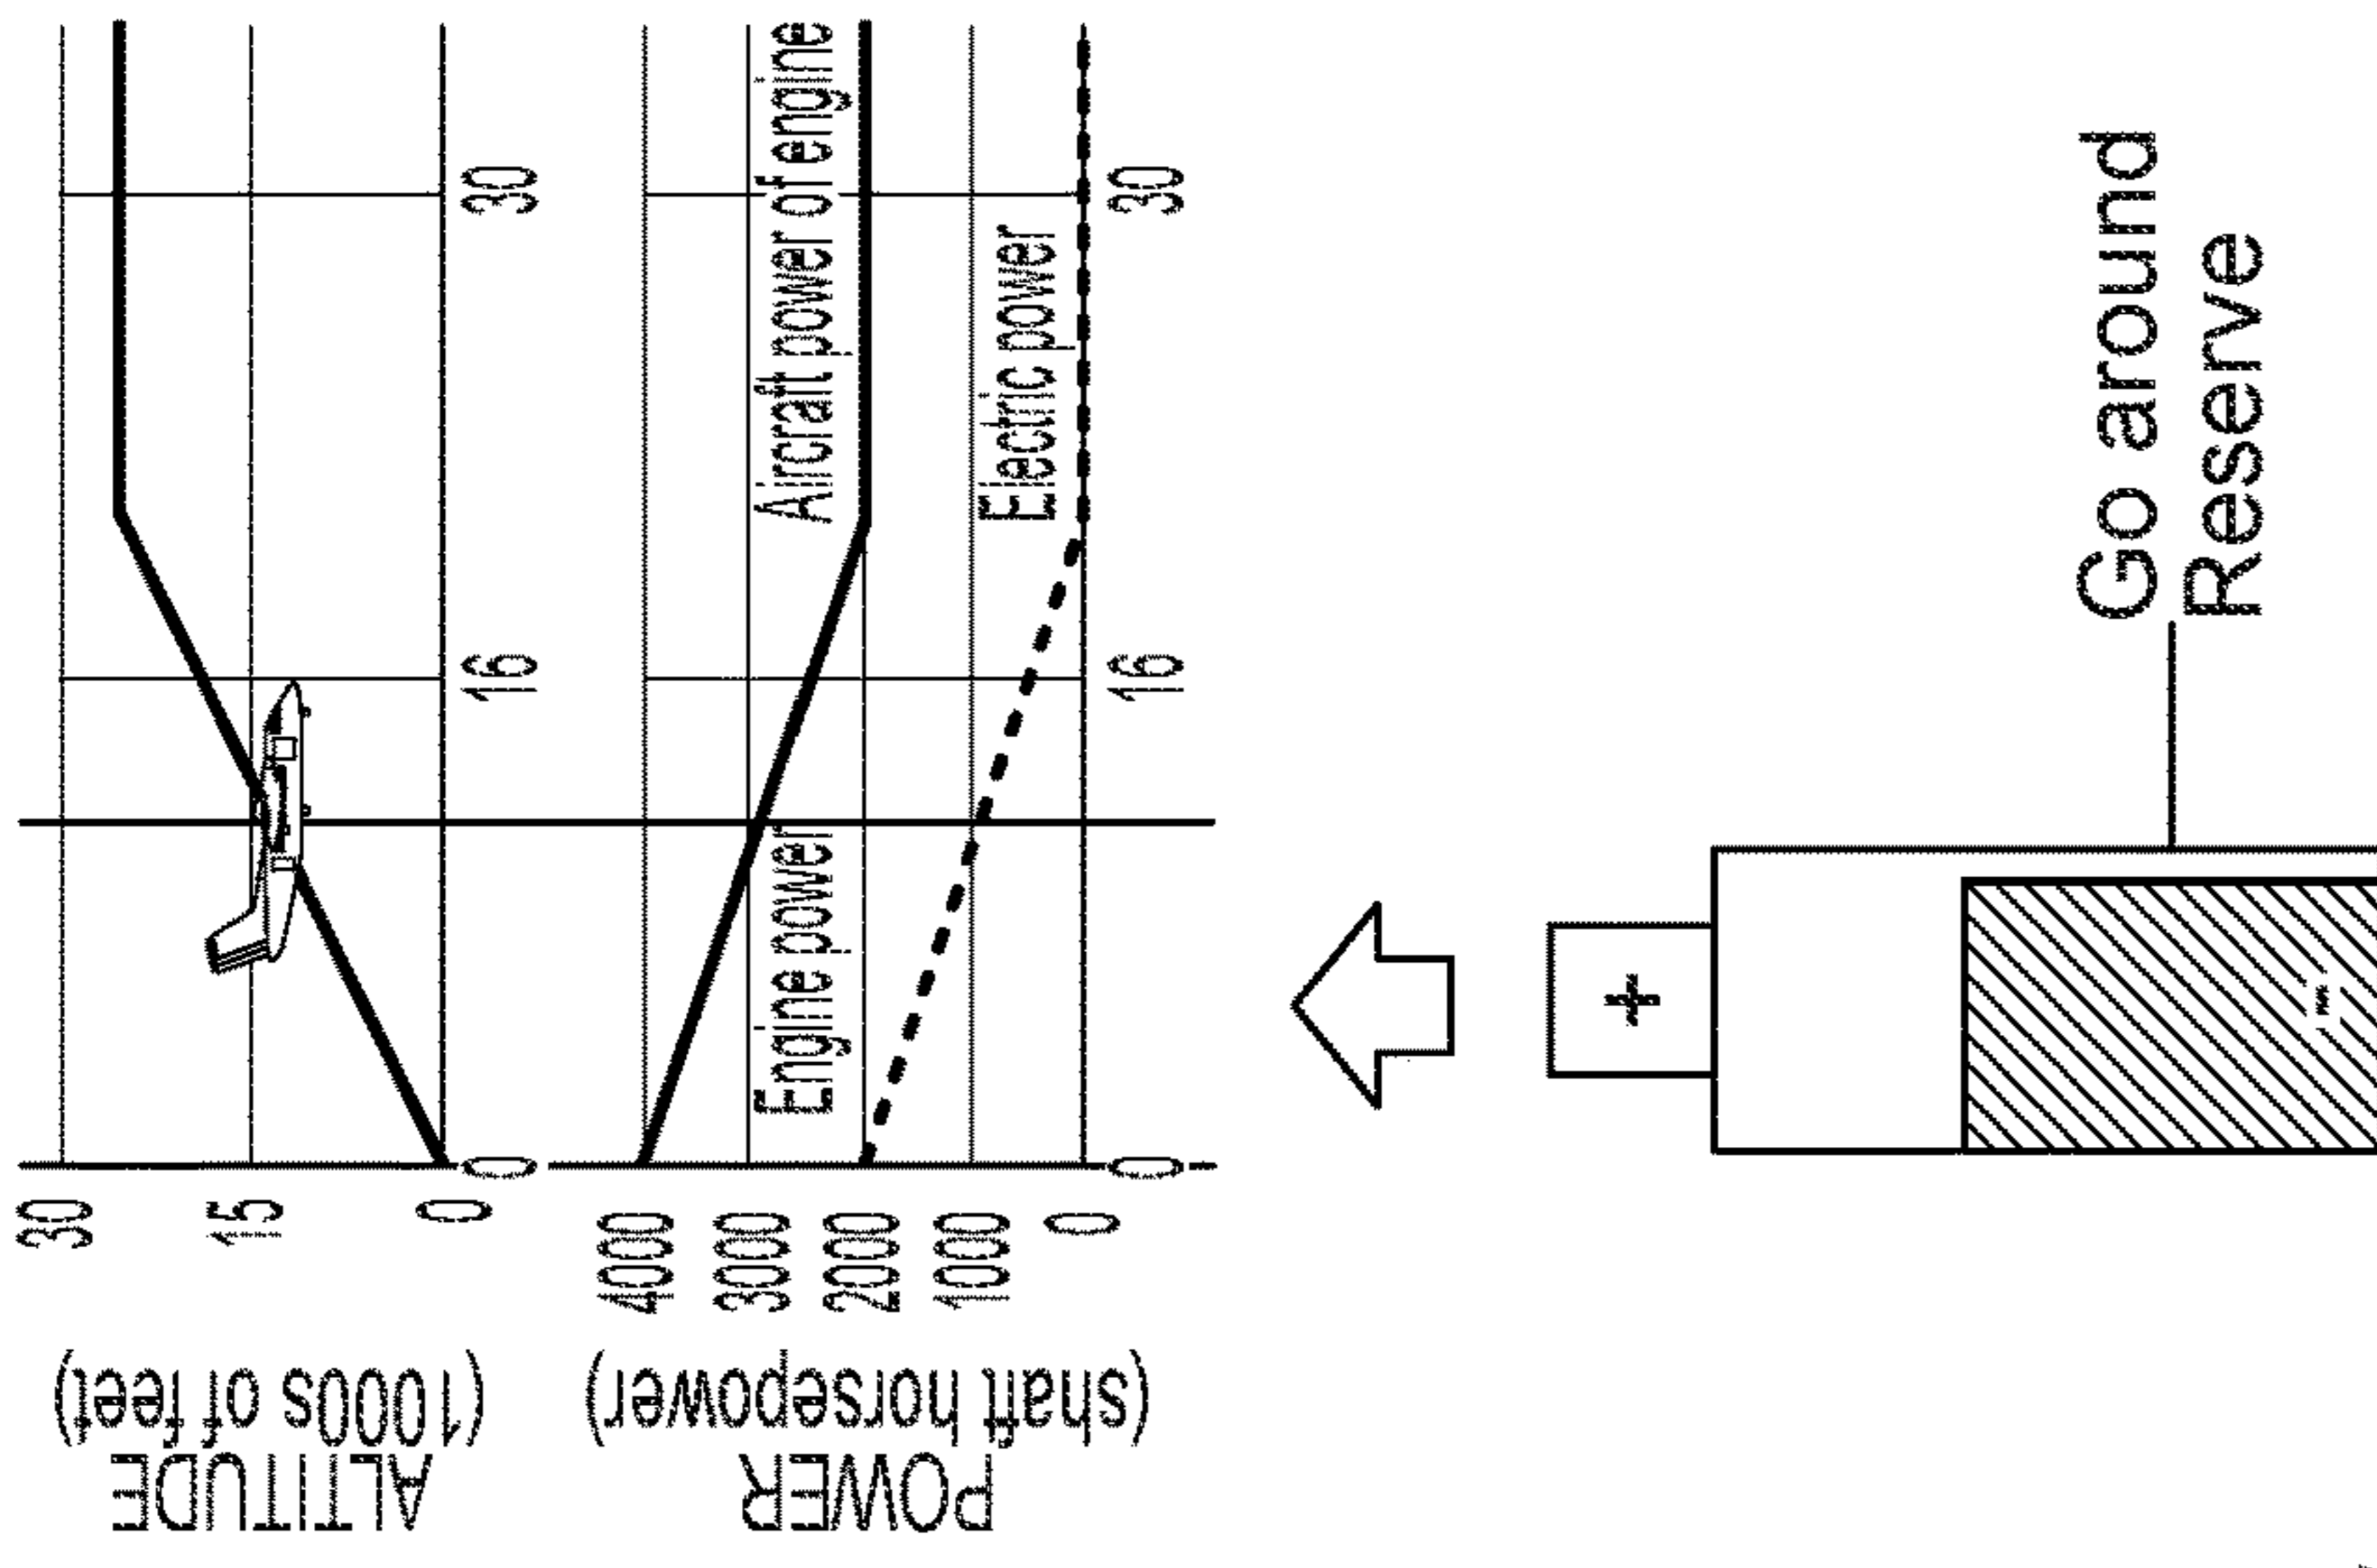 ALTITUDE
(1000s of feet)
30
15
0
0
16
30
POWER
(shaft horsepower)
4000
3000
2000
1000
0
Engine power
Aircraft power of engine
Electric power
0
16
30
+
Go around
Reserve